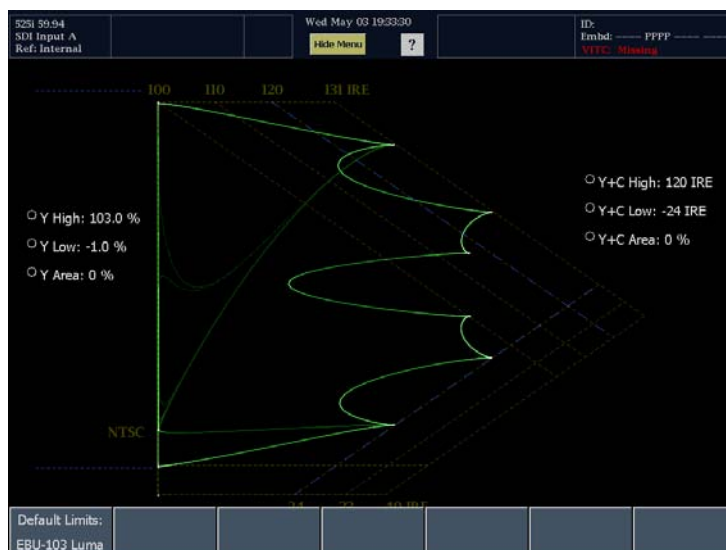 525i 59.94
SDI Input A
Ref: Internal
Wed May 03 19:33:30
Hide Menu
?
ID:
Embd: ---- PPPP ---- ----
VITC: Missing
100 110 120 131 IRE
Y High: 103.0 %
Y Low: -1.0 %
Y Area: 0 %
Y+C High: 120 IRE
Y+C Low: -24 IRE
Y+C Area: 0 %
NTSC
IRE
Default Limits:
EBU-103 Luma